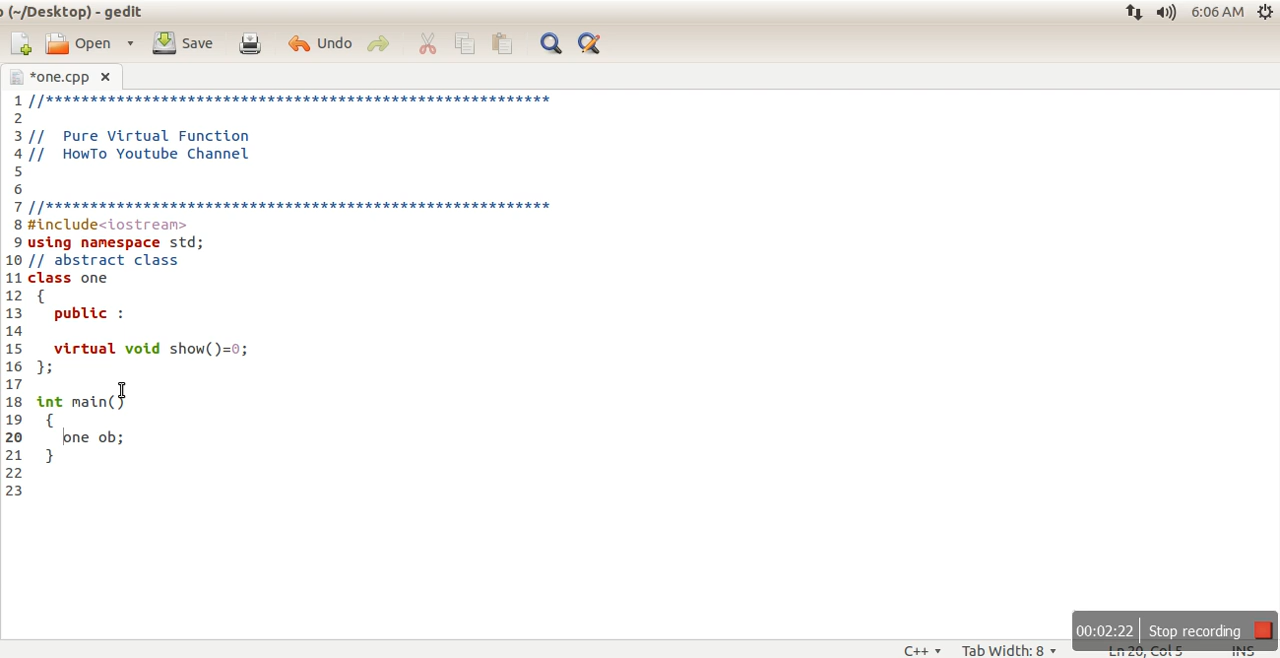 o (~/Desktop) - gedit 6:06 AM
Open Save Undo
*one.cpp ×
1 //*********************************************************
2
3 //  Pure Virtual Function
4 //  HowTo Youtube Channel
5
6
7 //*********************************************************
8 #include<iostream>
9 using namespace std;
10 // abstract class
11 class one
12  {
13    public :
14
15    virtual void show()=0;
16  };
17
18  int main()
19   {
20     one ob;
21   }
22
23
00:02:22 Stop recording
C++ Tab Width: 8 Ln 20, Col 5 INS